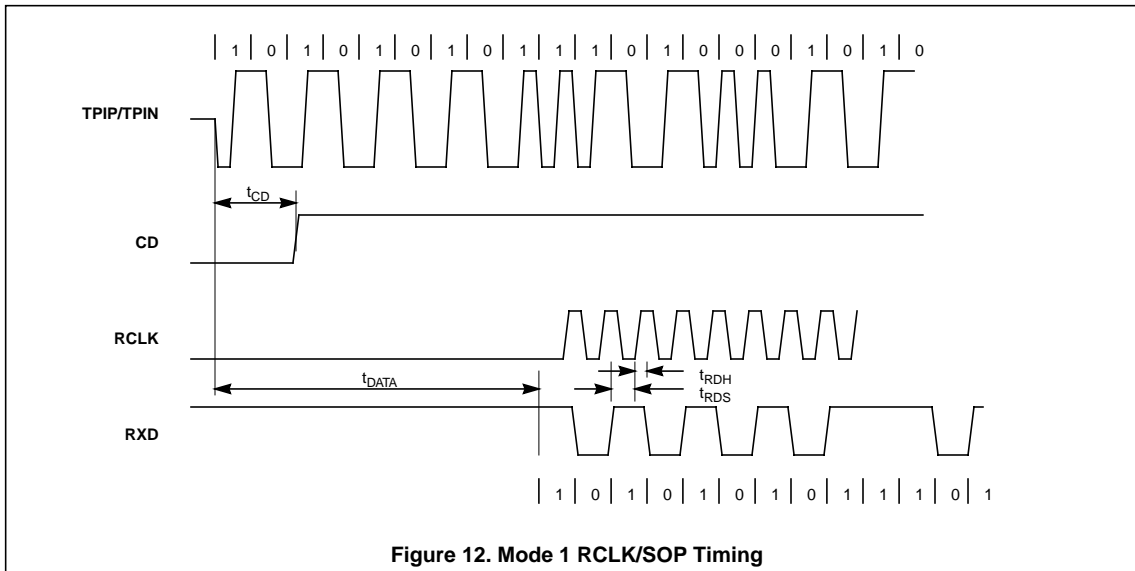 | 1 | 0 | 1 | 0 | 1 | 0 | 1 | 0 | 1 | 1 | 1 | 0 | 1 | 0 | 0 | 0 | 1 | 0 | 1 | 0
TPIP/TPIN
tCD
CD
RCLK
tDATA
tRDH
tRDS
RXD
| 1 | 0 | 1 | 0 | 1 | 0 | 1 | 0 | 1 | 1 | 1 | 0 | 1
Figure 12. Mode 1 RCLK/SOP Timing